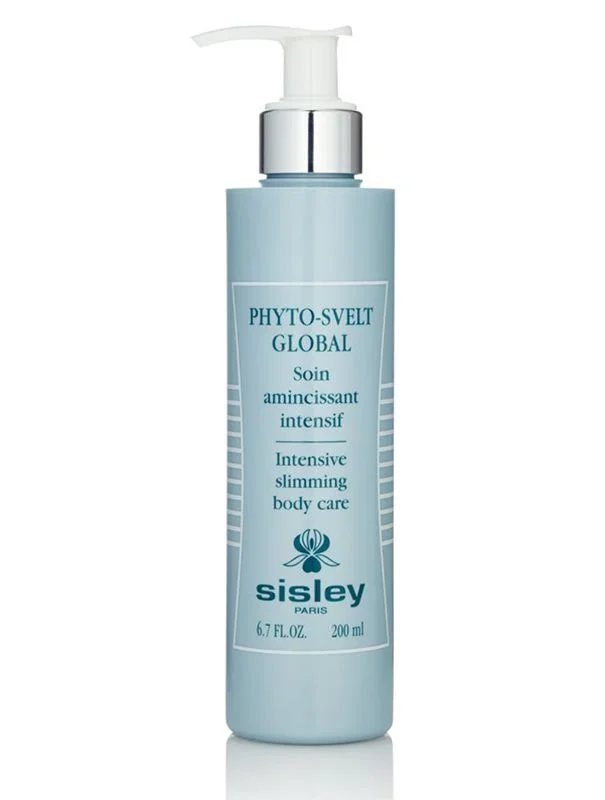 PHYTO-SVELT
GLOBAL
Soin
amincissant
intensif
Intensive
slimming
body care
sisley
PARIS
6.7 FL.OZ. 200 ml